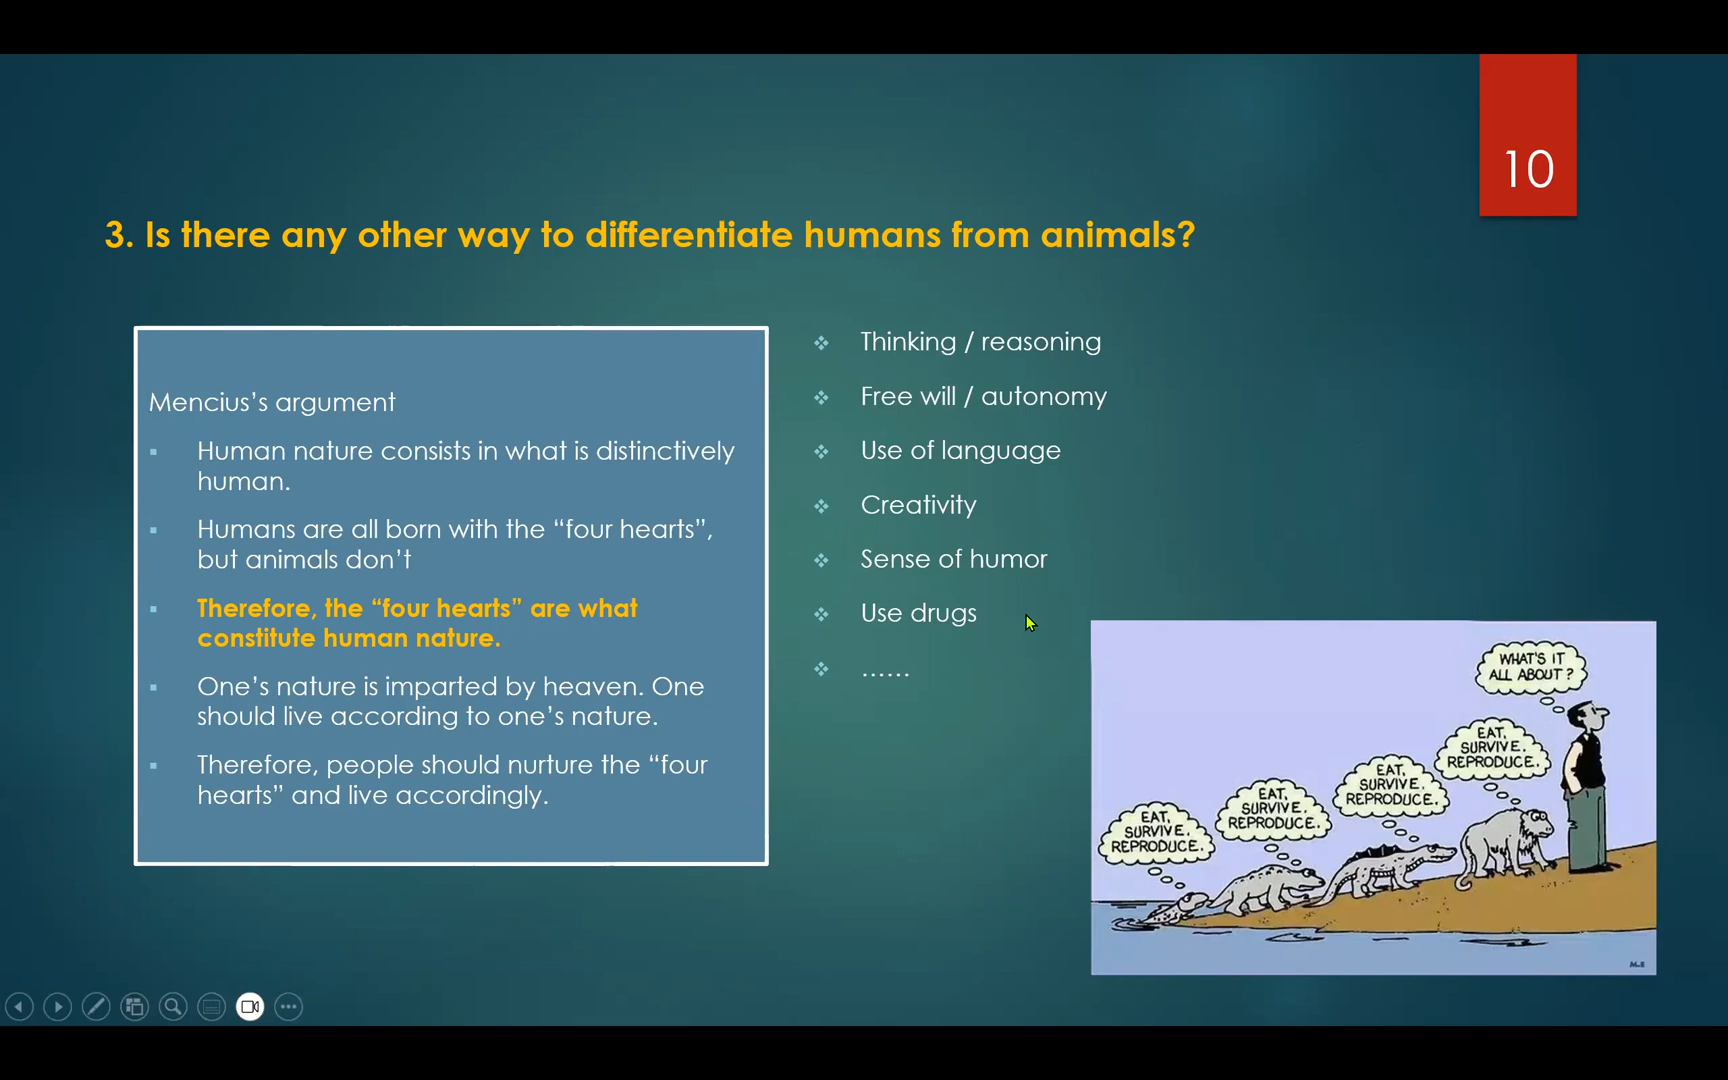 10
3. Is there any other way to differentiate humans from animals?
Mencius’s argument
Human nature consists in what is distinctively
human.
Humans are all born with the “four hearts”,
but animals don’t
Therefore, the “four hearts” are what
constitute human nature.
One’s nature is imparted by heaven. One
should live according to one’s nature.
Therefore, people should nurture the “four
hearts” and live accordingly.
Thinking / reasoning
Free will / autonomy
Use of language
Creativity
Sense of humor
Use drugs
......
EAT,
SURVIVE,
REPRODUCE.
EAT,
SURVIVE.
REPRODUCE.
EAT,
SURVIVE.
REPRODUCE.
EAT,
SURVIVE.
REPRODUCE.
WHAT'S IT
ALL ABOUT?